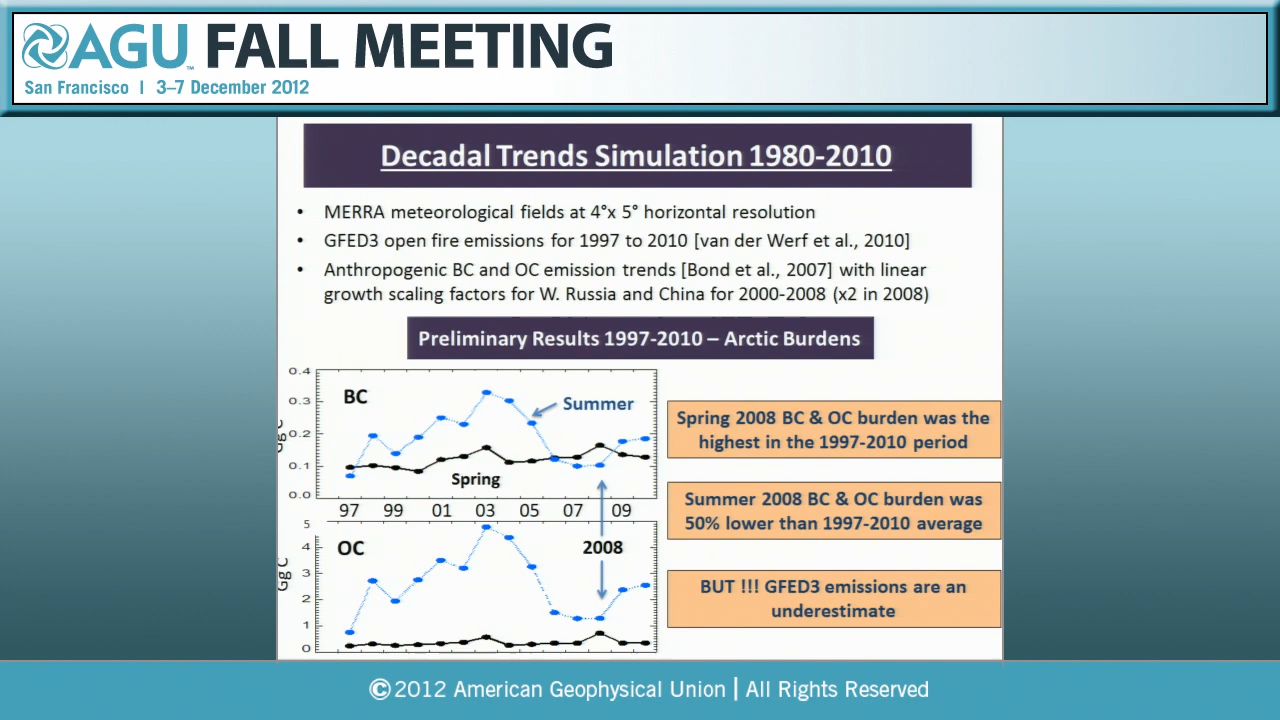 AGU FALL MEETING
San Francisco | 3–7 December 2012
Decadal Trends Simulation 1980-2010
• MERRA meteorological fields at 4°x 5° horizontal resolution
• GFED3 open fire emissions for 1997 to 2010 [van der Werf et al., 2010]
• Anthropogenic BC and OC emission trends [Bond et al., 2007] with linear
growth scaling factors for W. Russia and China for 2000-2008 (x2 in 2008)
Preliminary Results 1997-2010 – Arctic Burdens
0.4
0.3
0.2
0.1
0.0
Gg C
BC
Summer
Spring
97 99 01 03 05 07 09
5
4
3
2
1
0
Gg C
OC
2008
Spring 2008 BC & OC burden was the
highest in the 1997-2010 period
Summer 2008 BC & OC burden was
50% lower than 1997-2010 average
BUT !!! GFED3 emissions are an
underestimate
©2012 American Geophysical Union | All Rights Reserved